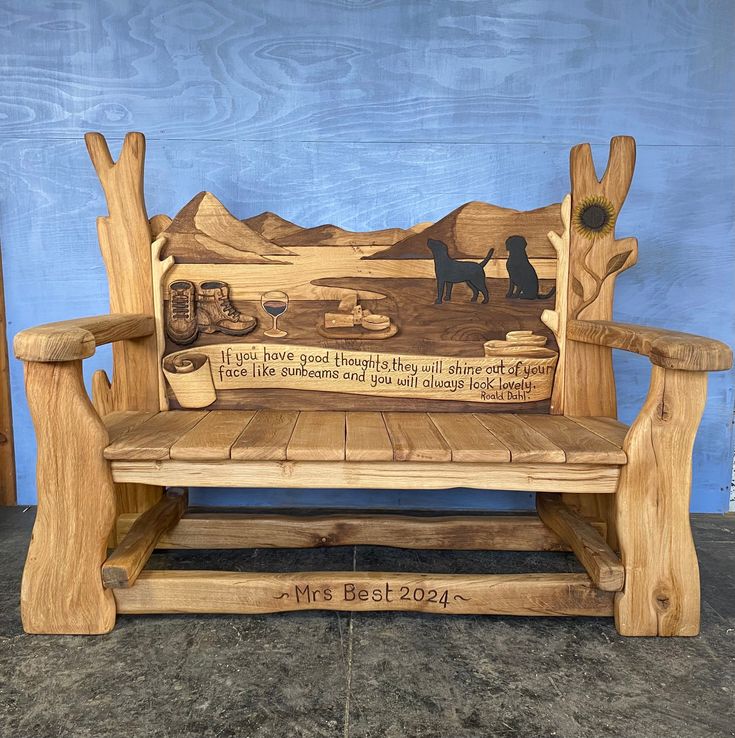 If you have good thoughts, they will shine out of your
face like sunbeams and you will always look lovely.
Roald Dahl.
~ Mrs Best 2024 ~